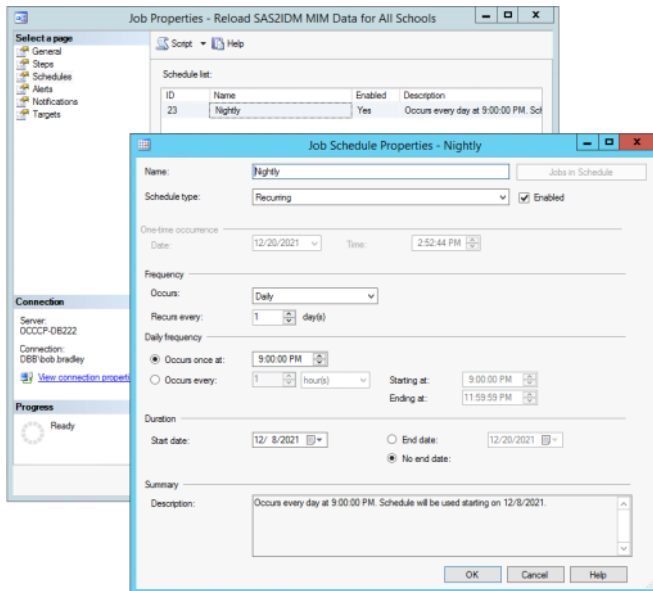 Job Properties - Reload SAS2IDM MIM Data for All Schools
Select a page
General
Steps
Schedules
Alerts
Notifications
Targets
Script Help
Schedule list:
ID Name Enabled Description
23 Nightly Yes Occurs every day at 9:00:00 PM. Sch
Job Schedule Properties - Nightly
Name: Nightly Jobs in Schedule
Schedule type: Recurring Enabled
One-time occurrence
Date: 12/20/2021 Time: 2:52:44 PM
Frequency
Occurs: Daily
Recurs every: 1 day(s)
Daily frequency
Occurs once at: 9:00:00 PM
Occurs every: 1 hour(s) Starting at: 9:00:00 PM
Ending at: 11:59:59 PM
Duration
Start date: 12/ 8/2021 End date: 12/20/2021
No end date:
Summary
Description: Occurs every day at 9:00:00 PM. Schedule will be used starting on 12/8/2021.
OK Cancel Help
Connection
Server:
OCCCP-DB222
Connection:
DBB\bob.bradley
View connection properti
Progress
Ready